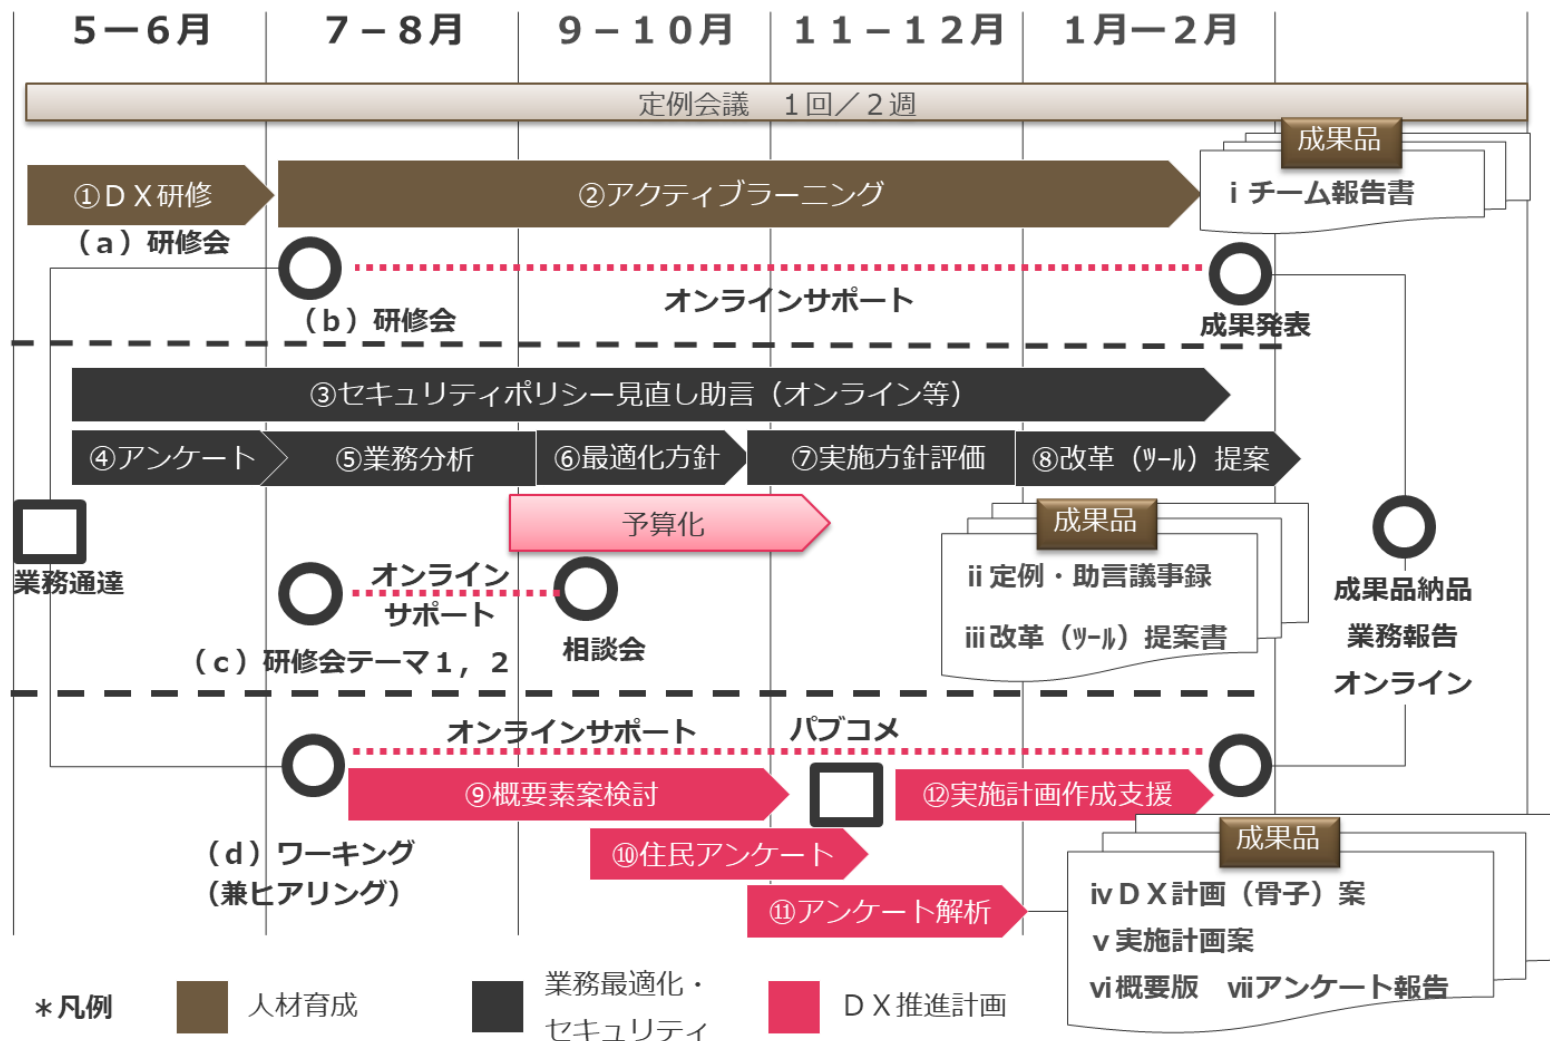 ５ー６月
７－８月
９－１０月
１１－１２月
１月ー２月
定例会議　１回／２週
成果品
①ＤＸ研修
②アクティブラーニング
ⅰ チーム報告書
（ａ）研修会
オンラインサポート
（ｂ）研修会
成果発表
③セキュリティポリシー見直し助言（オンライン等）
④アンケート
⑤業務分析
⑥最適化方針
⑦実施方針評価
⑧改革（ﾂｰﾙ）提案
予算化
成果品
業務通達
オンライン
サポート
ⅱ 定例・助言議事録
ⅲ 改革（ﾂｰﾙ）提案書
成果品納品
業務報告
オンライン
相談会
（ｃ）研修会テーマ１，２
オンラインサポート
パブコメ
⑨概要素案検討
⑫実施計画作成支援
（ｄ）ワーキング
（兼ヒアリング）
⑩住民アンケート
⑪アンケート解析
成果品
ⅳ ＤＸ計画（骨子）案
ⅴ 実施計画案
ⅵ 概要版　ⅶアンケート報告
＊凡例
人材育成
業務最適化・
セキュリティ
ＤＸ推進計画